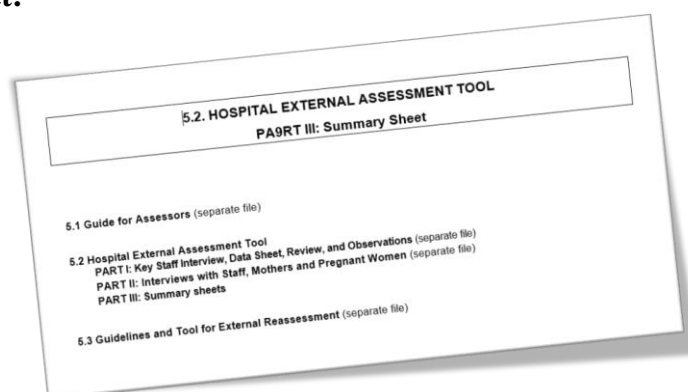 5.2. HOSPITAL EXTERNAL ASSESSMENT TOOL
PA9RT III: Summary Sheet
5.1 Guide for Assessors (separate file)
5.2 Hospital External Assessment Tool
PART I: Key Staff Interview, Data Sheet, Review, and Observations (separate file)
PART II: Interviews with Staff, Mothers and Pregnant Women (separate file)
PART III: Summary sheets
5.3 Guidelines and Tool for External Reassessment (separate file)